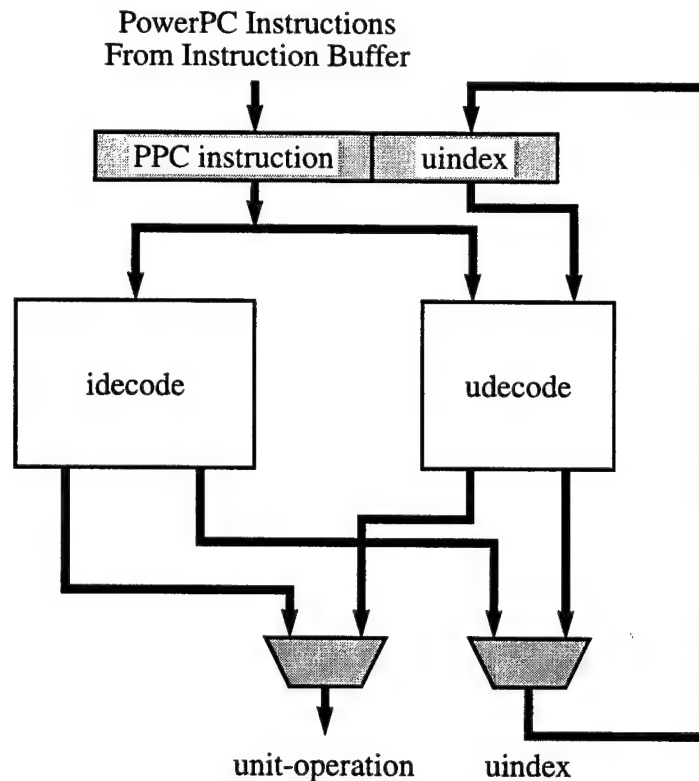 PowerPC Instructions
From Instruction Buffer
PPC instruction
uindex
idecode
udecode
unit-operation
uindex